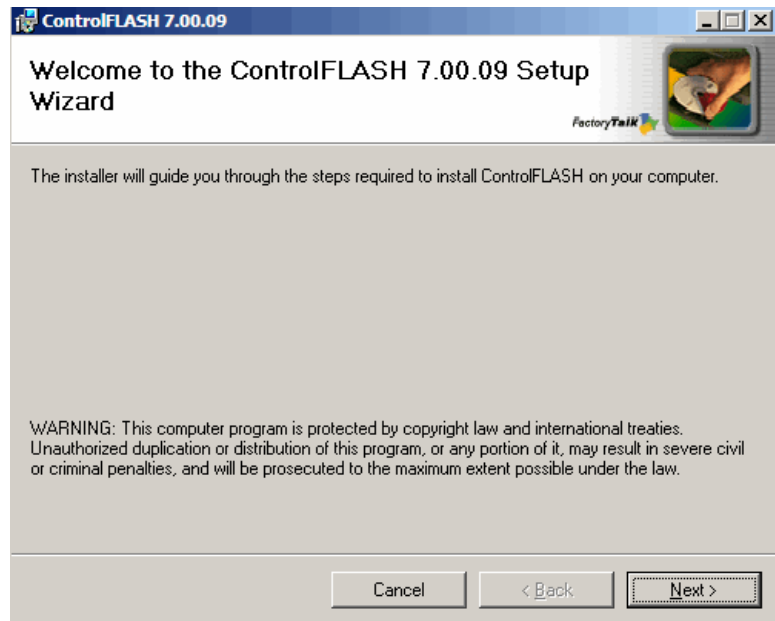 ControlFLASH 7.00.09
Welcome to the ControlFLASH 7.00.09 Setup
Wizard
FactoryTalk
The installer will guide you through the steps required to install ControlFLASH on your computer.
WARNING: This computer program is protected by copyright law and international treaties.
Unauthorized duplication or distribution of this program, or any portion of it, may result in severe civil
or criminal penalties, and will be prosecuted to the maximum extent possible under the law.
Cancel < Back Next >